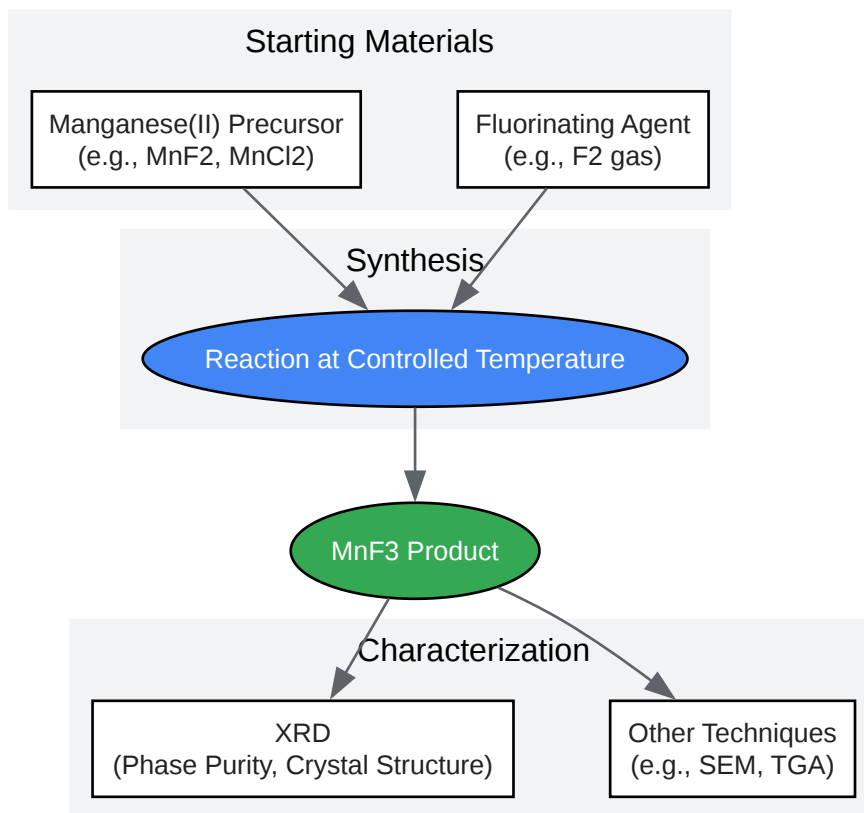 Starting Materials
Manganese(II) Precursor
(e.g., MnF2, MnCl2)
Fluorinating Agent
(e.g., F2 gas)
Synthesis
Reaction at Controlled Temperature
MnF3 Product
Characterization
XRD
(Phase Purity, Crystal Structure)
Other Techniques
(e.g., SEM, TGA)